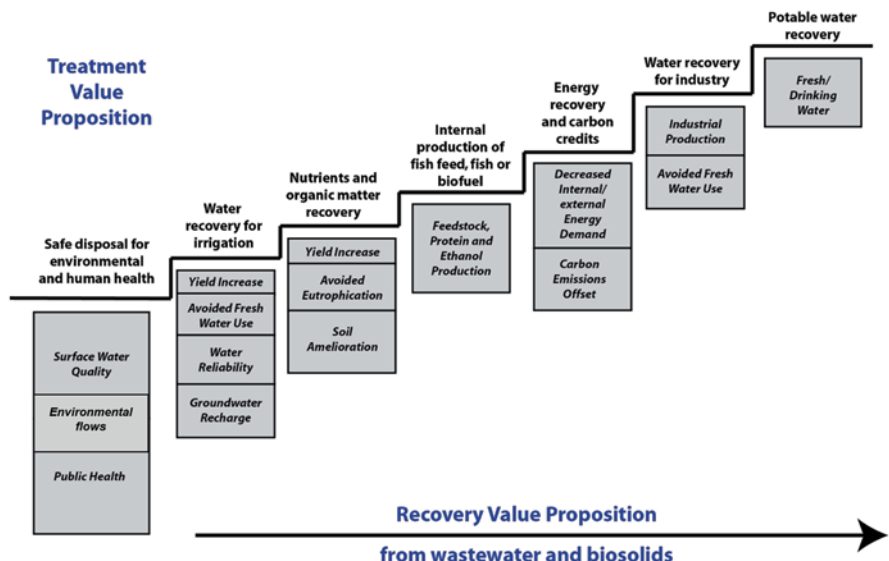 Treatment
Value
Proposition
Safe disposal for
environmental
and human health
Surface Water
Quality
Environmental
flows
Public Health
Water
recovery for
irrigation
Yield Increase
Avoided Fresh
Water Use
Water
Reliability
Groundwater
Recharge
Nutrients and
organic matter
recovery
Yield Increase
Avoided
Eutrophication
Soil
Amelioration
Internal
production of
fish feed, fish or
biofuel
Feedstock,
Protein and
Ethanol
Production
Energy
recovery
and carbon
credits
Decreased
Internal/
external
Energy
Demand
Carbon
Emissions
Offset
Water recovery
for industry
Industrial
Production
Avoided Fresh
Water Use
Potable water
recovery
Fresh/
Drinking
Water
Recovery Value Proposition
from wastewater and biosolids